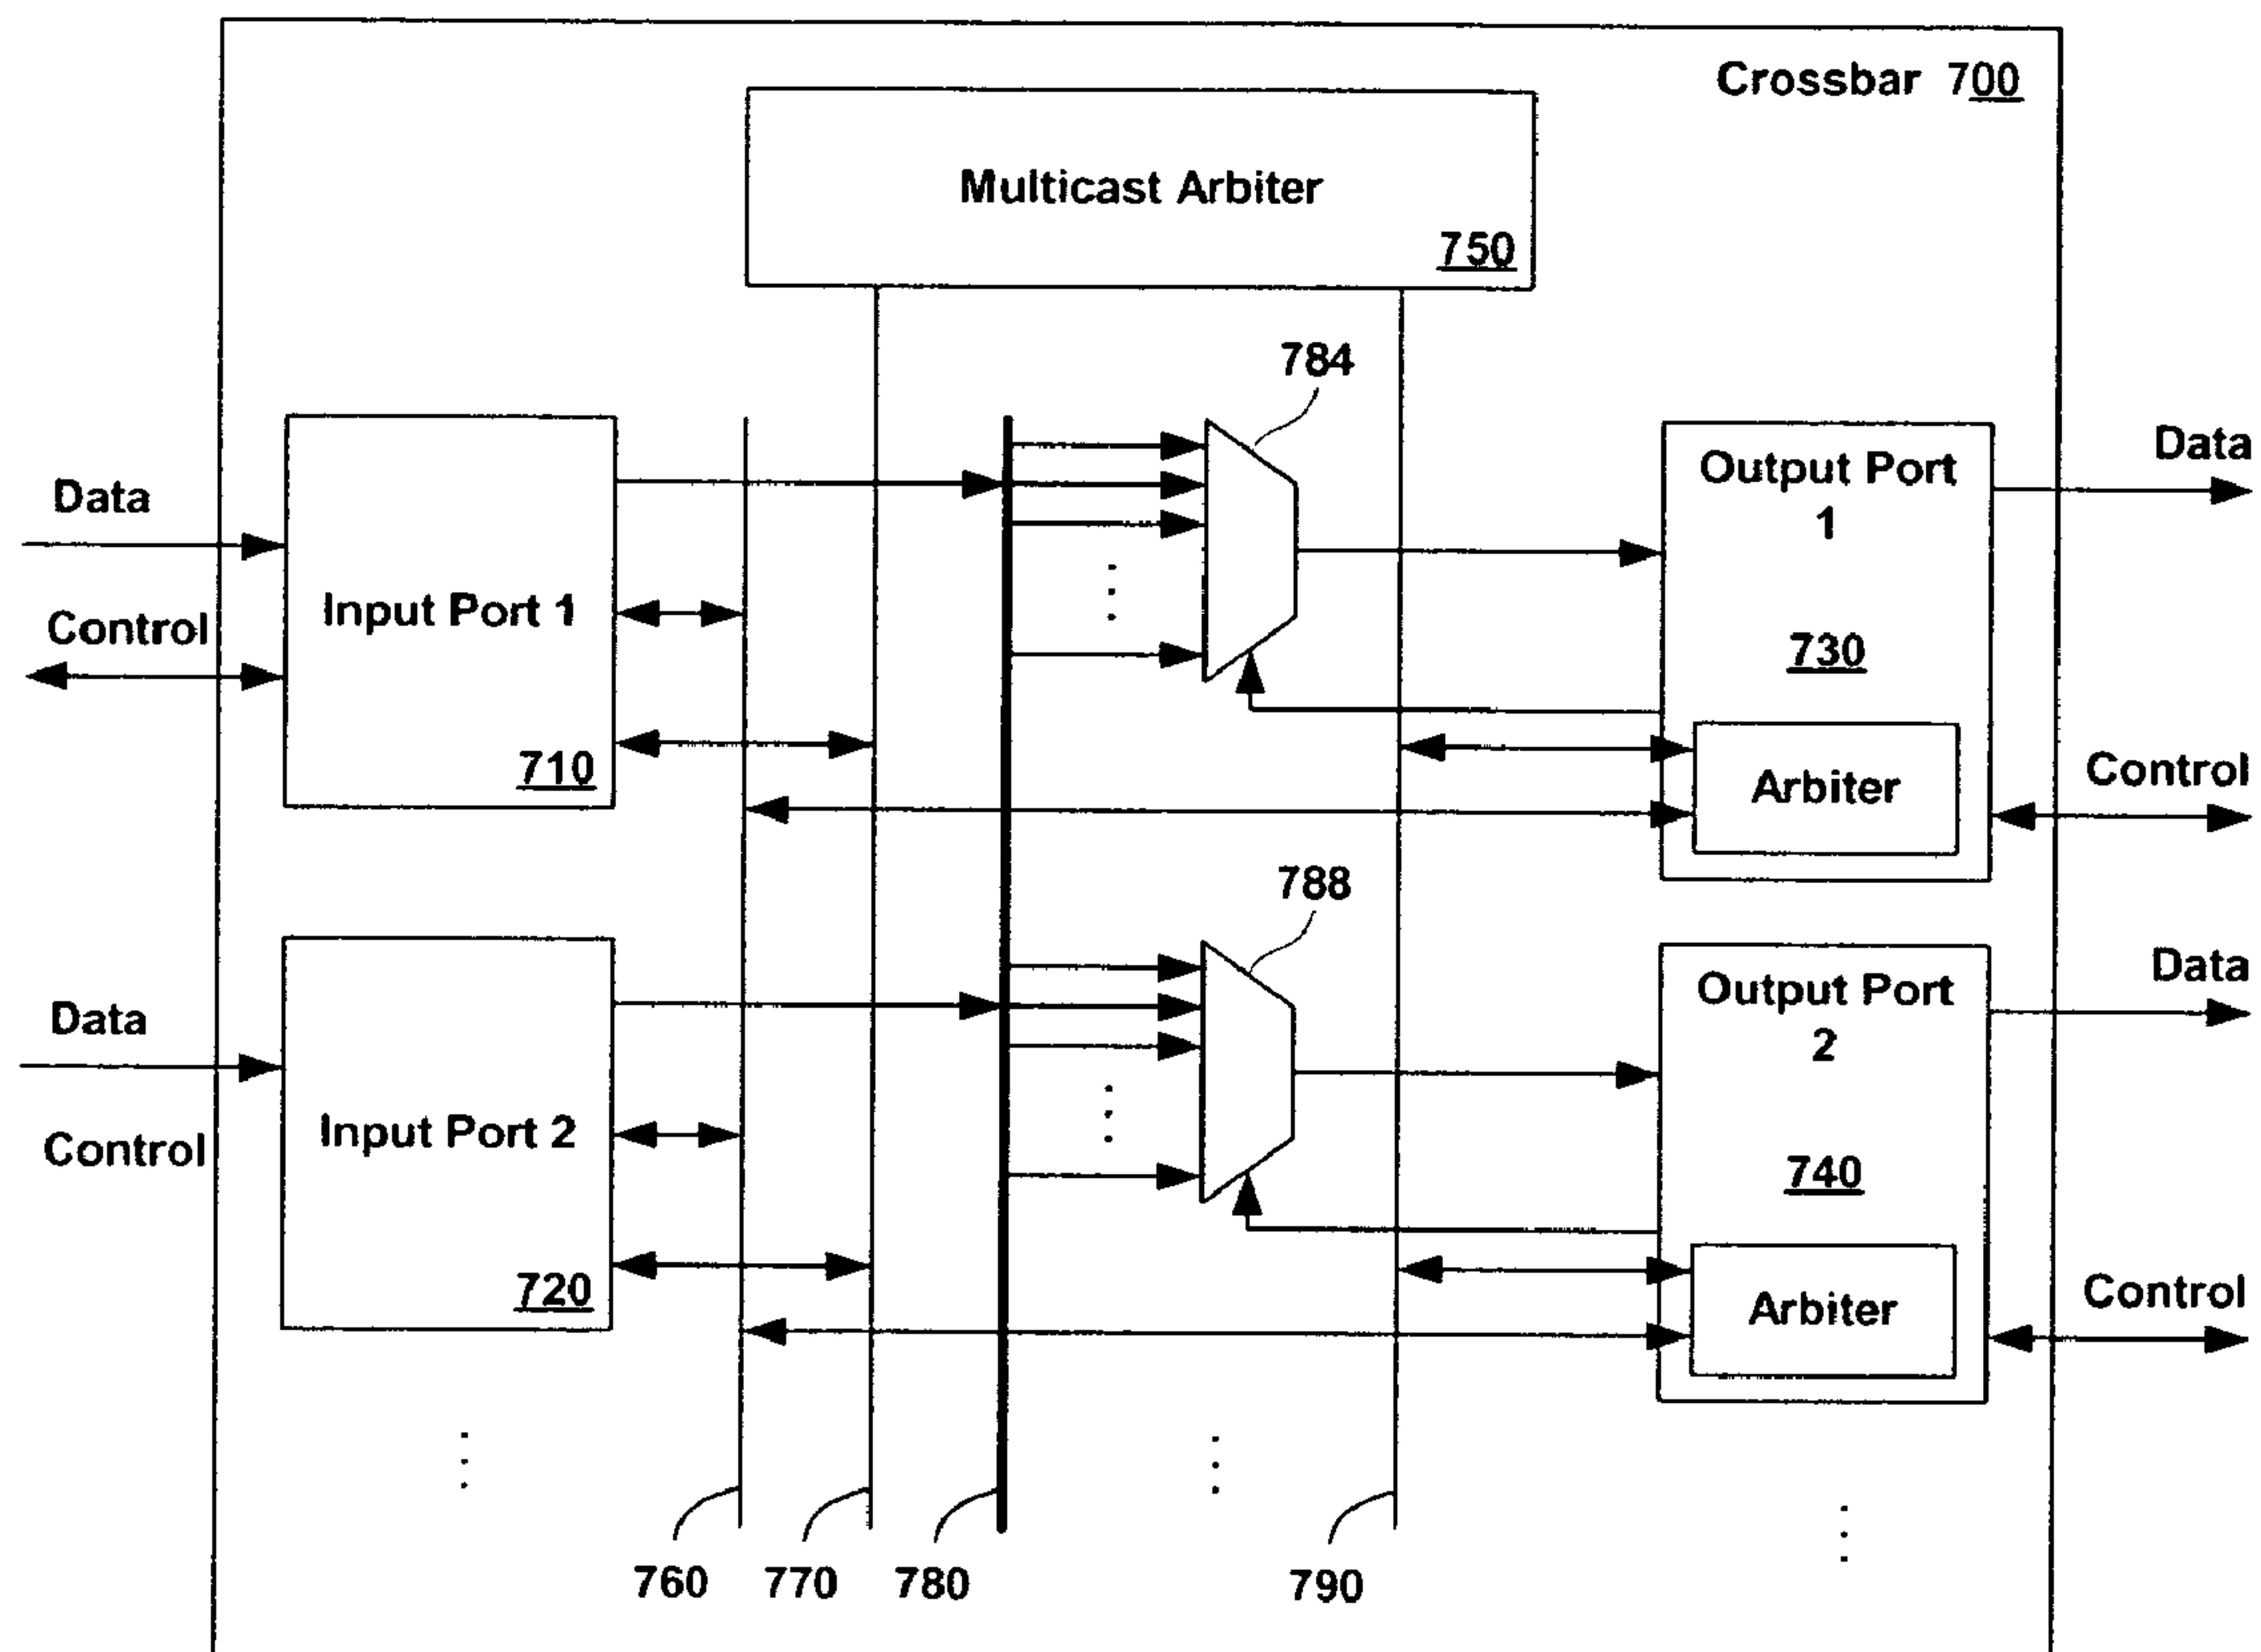 Crossbar 700
Multicast Arbiter
750
784
Data
Control
Input Port 1
710
Output Port
1
730
Arbiter
Data
Control
788
Data
Control
Input Port 2
720
Output Port
2
740
Arbiter
Data
Control
760
770
780
790